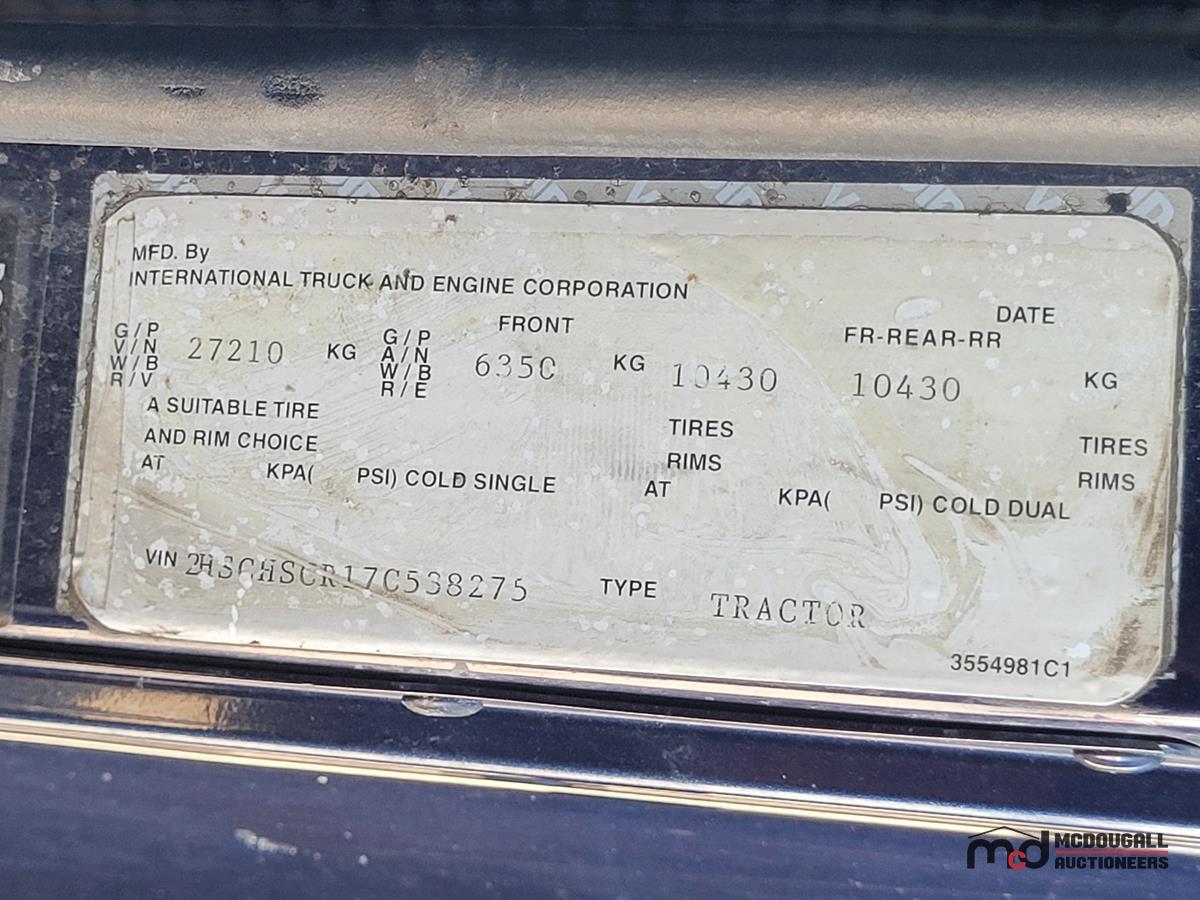 MFD. By
INTERNATIONAL TRUCK AND ENGINE CORPORATION
DATE
FRONT
FR-REAR-RR
G/P V/N W/B R/V 27210 KG G/P A/N W/B R/E 6350 KG 10430 10430 KG
A SUITABLE TIRE TIRES TIRES
AND RIM CHOICE RIMS RIMS
AT KPA( PSI) COLD SINGLE AT KPA( PSI) COLD DUAL
VIN 2HSCHSCR17C538275 TYPE TRACTOR
3554981C1
mcd MCDOUGALL
AUCTIONEERS